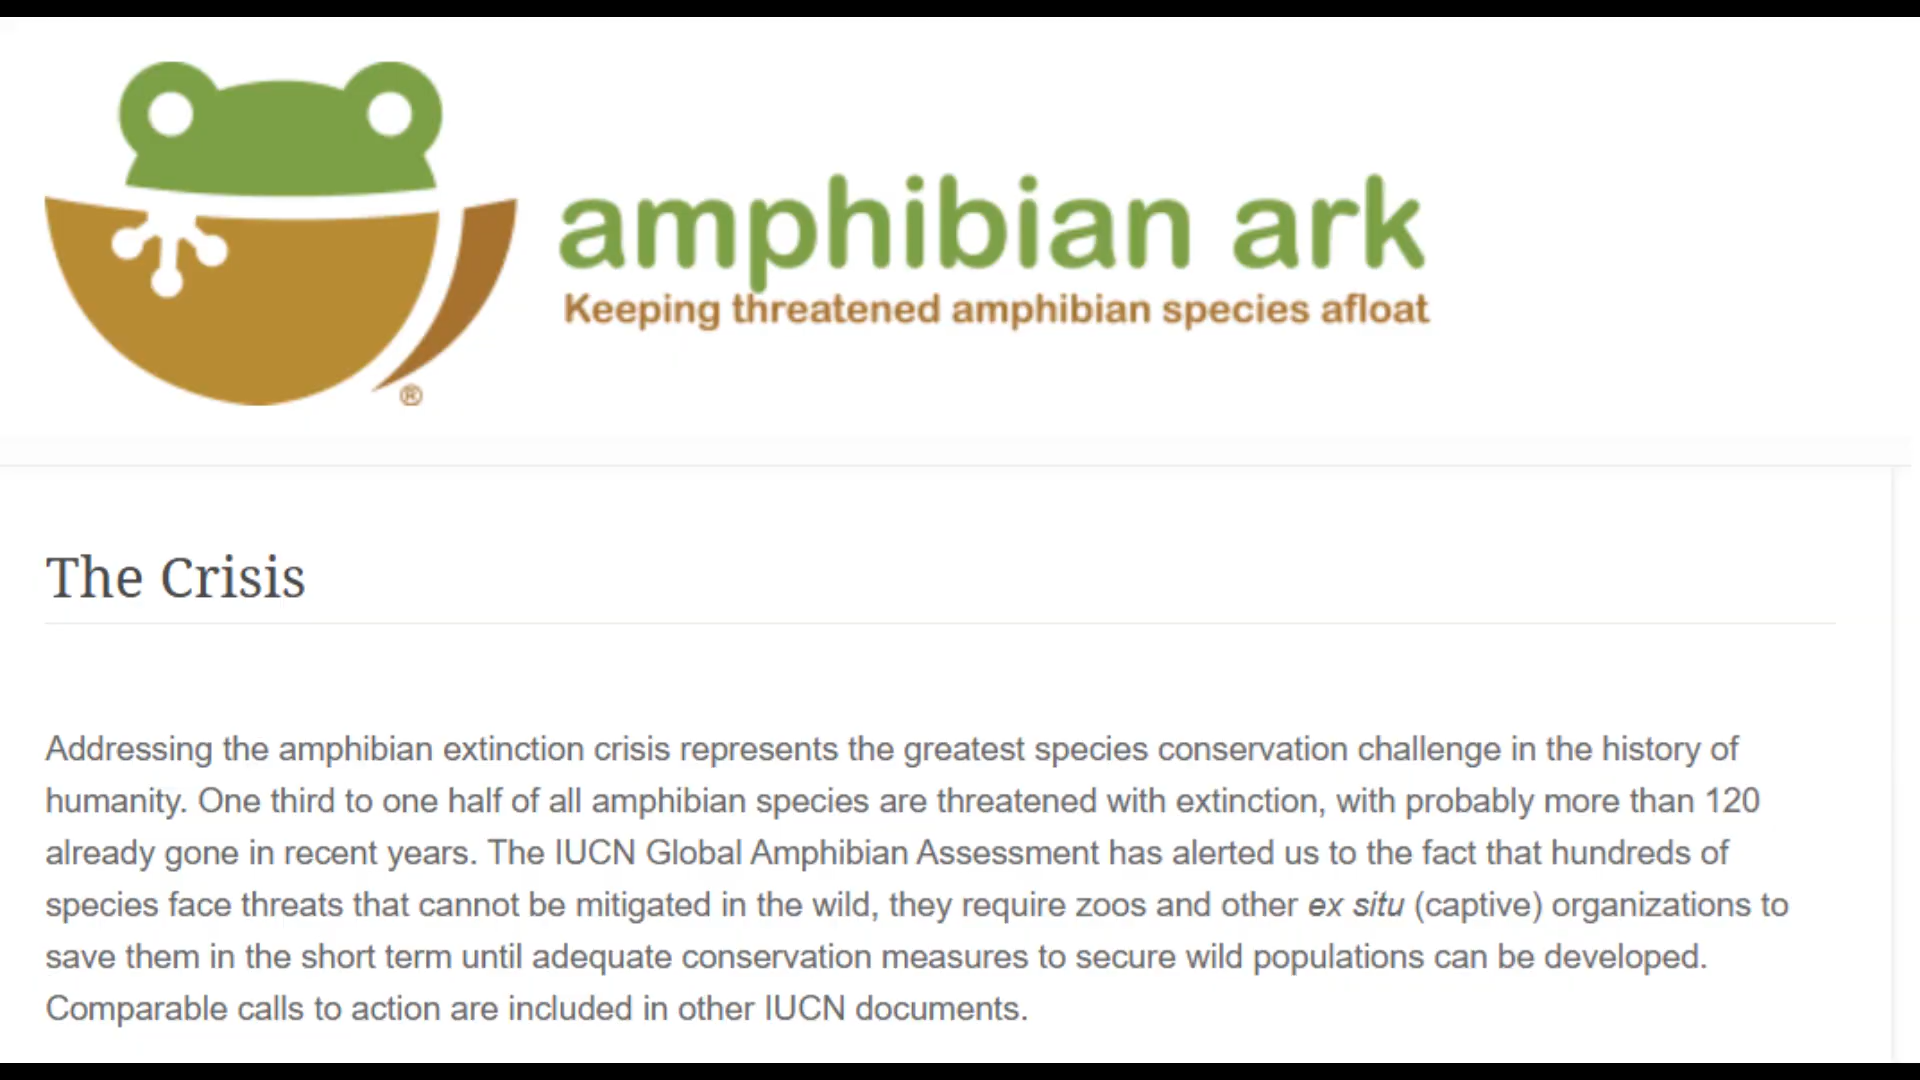 amphibian ark
Keeping threatened amphibian species afloat
®
The Crisis
Addressing the amphibian extinction crisis represents the greatest species conservation challenge in the history of
humanity. One third to one half of all amphibian species are threatened with extinction, with probably more than 120
already gone in recent years. The IUCN Global Amphibian Assessment has alerted us to the fact that hundreds of
species face threats that cannot be mitigated in the wild, they require zoos and other ex situ (captive) organizations to
save them in the short term until adequate conservation measures to secure wild populations can be developed.
Comparable calls to action are included in other IUCN documents.